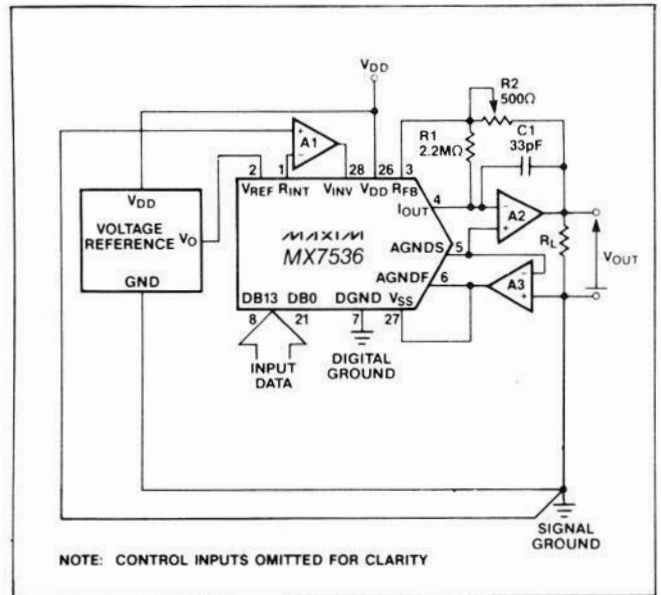 VDD
R2
500Ω
R1
2.2MΩ
C1
33pF
A1
2 1 28 26 3
VREF RINT VINV VDD RFB
IOUT 4
VDD
VOLTAGE
REFERENCE VO
GND
MAXIM
MX7536
A2
AGNDS 5
RL
VOUT
AGNDF 6
A3
DB13 DB0 DGND VSS
8 21 7 27
INPUT
DATA
DIGITAL
GROUND
SIGNAL
GROUND
NOTE: CONTROL INPUTS OMITTED FOR CLARITY